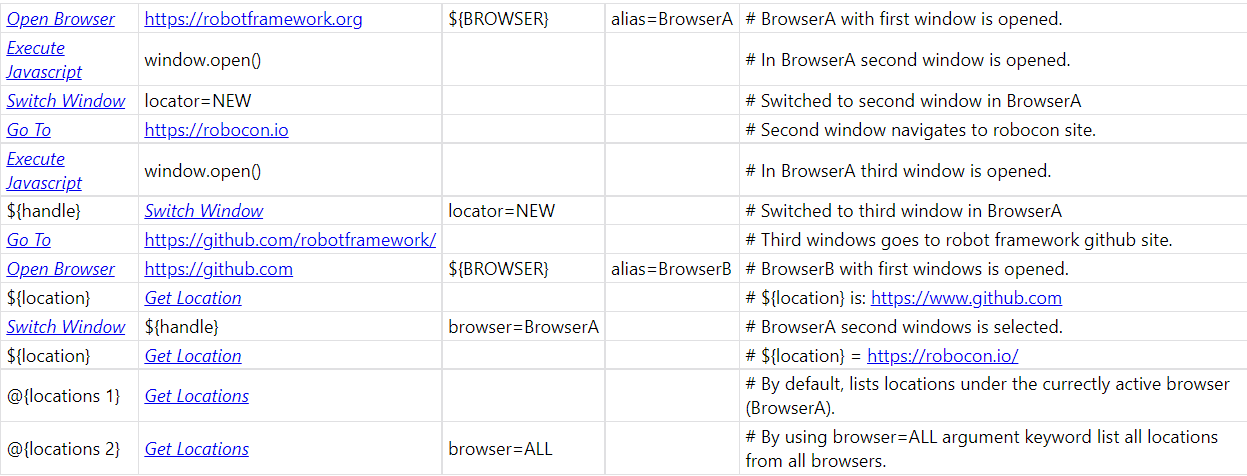 Open Browser https://robotframework.org ${BROWSER} alias=BrowserA # BrowserA with first window is opened.
Execute
Javascript window.open() # In BrowserA second window is opened.
Switch Window locator=NEW # Switched to second window in BrowserA
Go To https://robocon.io # Second window navigates to robocon site.
Execute
Javascript window.open() # In BrowserA third window is opened.
${handle} Switch Window locator=NEW # Switched to third window in BrowserA
Go To https://github.com/robotframework/ # Third windows goes to robot framework github site.
Open Browser https://github.com ${BROWSER} alias=BrowserB # BrowserB with first windows is opened.
${location} Get Location # ${location} is: https://www.github.com
Switch Window ${handle} browser=BrowserA # BrowserA second windows is selected.
${location} Get Location # ${location} = https://robocon.io/
@{locations 1} Get Locations # By default, lists locations under the currectly active browser
(BrowserA).
@{locations 2} Get Locations browser=ALL # By using browser=ALL argument keyword list all locations
from all browsers.